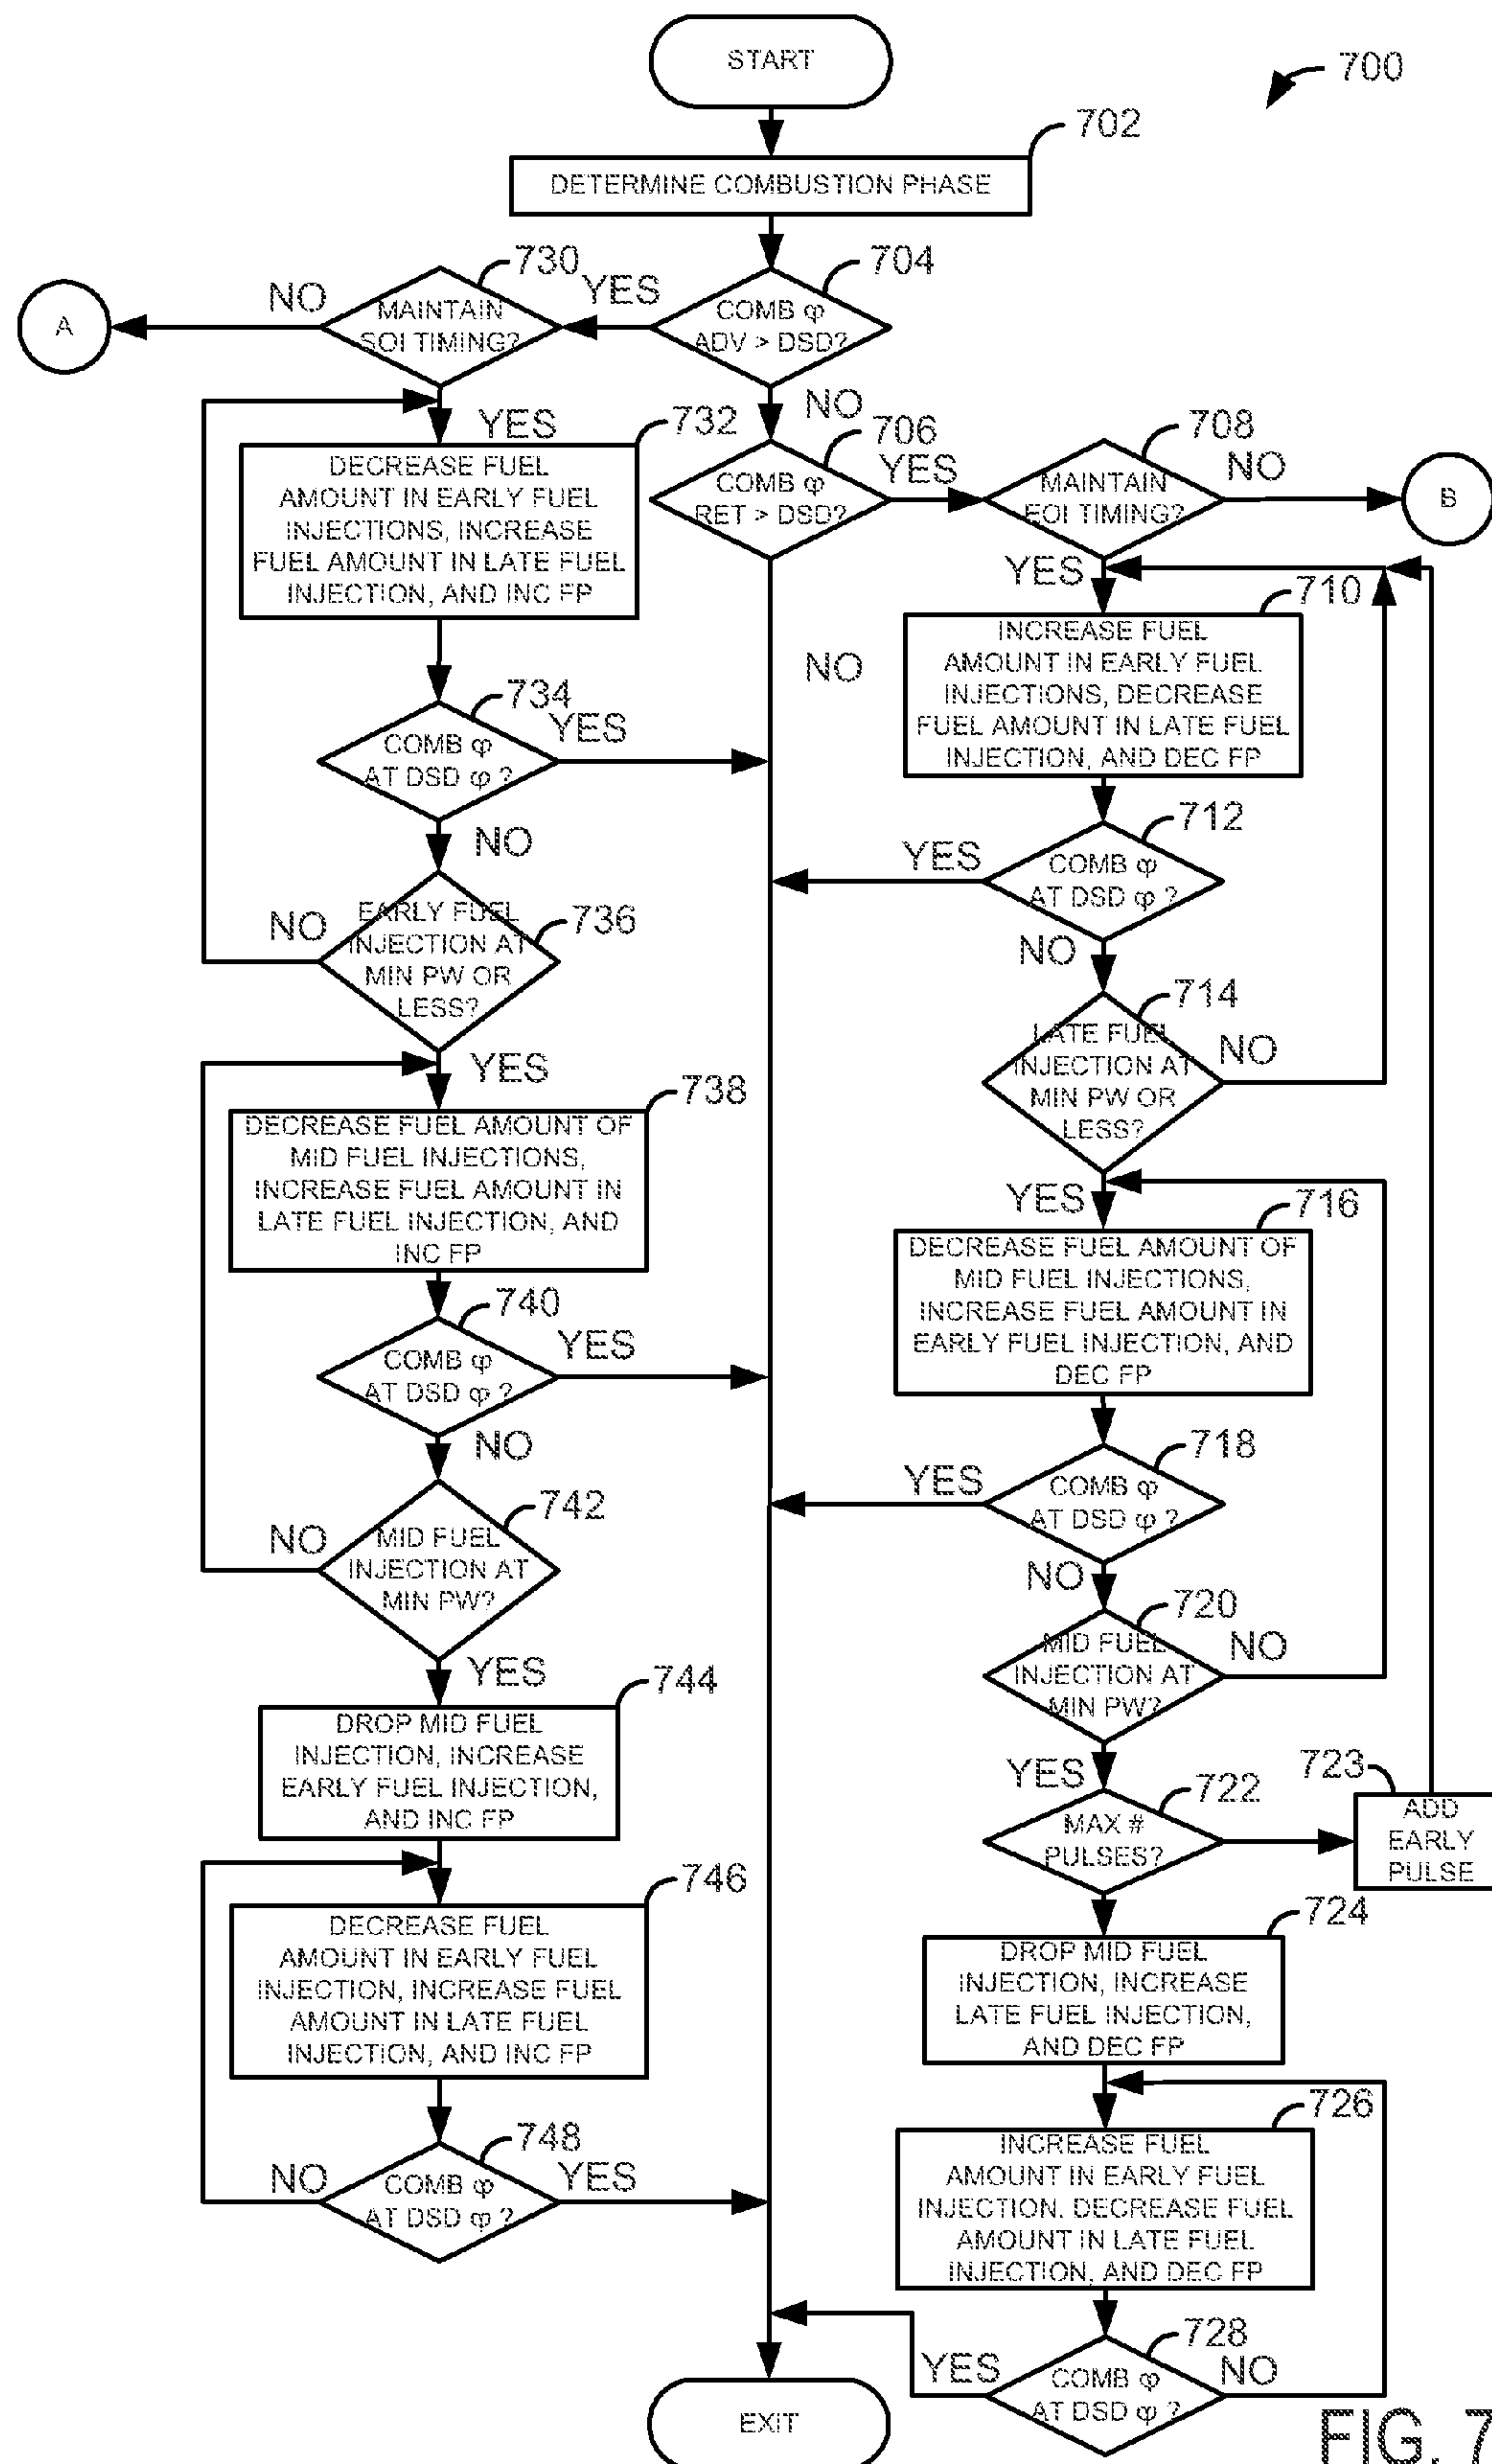 START
700
702
DETERMINE COMBUSTION PHASE
704
COMB φ
ADV > DSD?
YES
NO
730
MAINTAIN
SOI TIMING?
NO
A
YES
732
DECREASE FUEL
AMOUNT IN EARLY FUEL
INJECTIONS, INCREASE
FUEL AMOUNT IN LATE FUEL
INJECTION, AND INC FP
734
COMB φ
AT DSD φ ?
YES
NO
736
EARLY FUEL
INJECTION AT
MIN PW OR
LESS?
NO
YES
738
DECREASE FUEL AMOUNT OF
MID FUEL INJECTIONS,
INCREASE FUEL AMOUNT IN
LATE FUEL INJECTION, AND
INC FP
740
COMB φ
AT DSD φ ?
YES
NO
742
MID FUEL
INJECTION AT
MIN PW?
NO
YES
744
DROP MID FUEL
INJECTION, INCREASE
EARLY FUEL INJECTION,
AND INC FP
746
DECREASE FUEL
AMOUNT IN EARLY FUEL
INJECTION, INCREASE FUEL
AMOUNT IN LATE FUEL
INJECTION, AND INC FP
748
COMB φ
AT DSD φ ?
NO
YES
706
COMB φ
RET > DSD?
YES
NO
708
MAINTAIN
EOI TIMING?
NO
B
YES
710
INCREASE FUEL
AMOUNT IN EARLY FUEL
INJECTIONS, DECREASE
FUEL AMOUNT IN LATE FUEL
INJECTION, AND DEC FP
712
COMB φ
AT DSD φ ?
YES
NO
714
LATE FUEL
INJECTION AT
MIN PW OR
LESS?
NO
YES
716
DECREASE FUEL AMOUNT OF
MID FUEL INJECTIONS,
INCREASE FUEL AMOUNT IN
EARLY FUEL INJECTION, AND
DEC FP
718
COMB φ
AT DSD φ ?
YES
NO
720
MID FUEL
INJECTION AT
MIN PW?
NO
YES
722
MAX #
PULSES?
723
ADD
EARLY
PULSE
724
DROP MID FUEL
INJECTION, INCREASE
LATE FUEL INJECTION,
AND DEC FP
726
INCREASE FUEL
AMOUNT IN EARLY FUEL
INJECTION. DECREASE FUEL
AMOUNT IN LATE FUEL
INJECTION, AND DEC FP
728
COMB φ
AT DSD φ ?
YES
NO
EXIT
FIG. 7